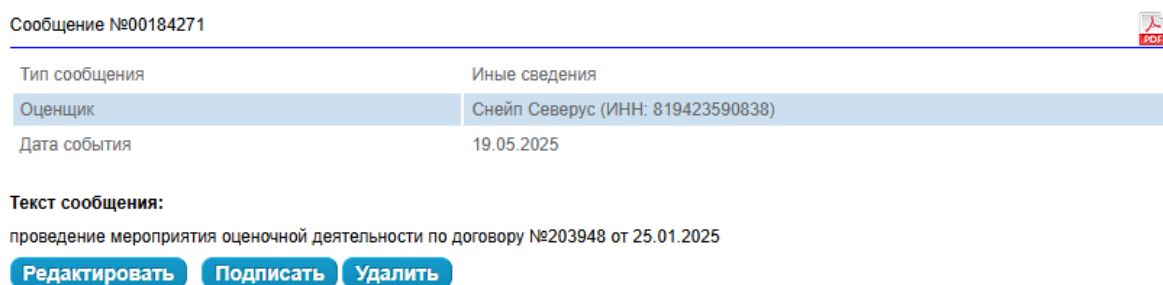 Сообщение №00184271
PDF
Тип сообщения Иные сведения
Оценщик Снейп Северус (ИНН: 819423590838)
Дата события 19.05.2025
Текст сообщения:
проведение мероприятия оценочной деятельности по договору №203948 от 25.01.2025
Редактировать Подписать Удалить